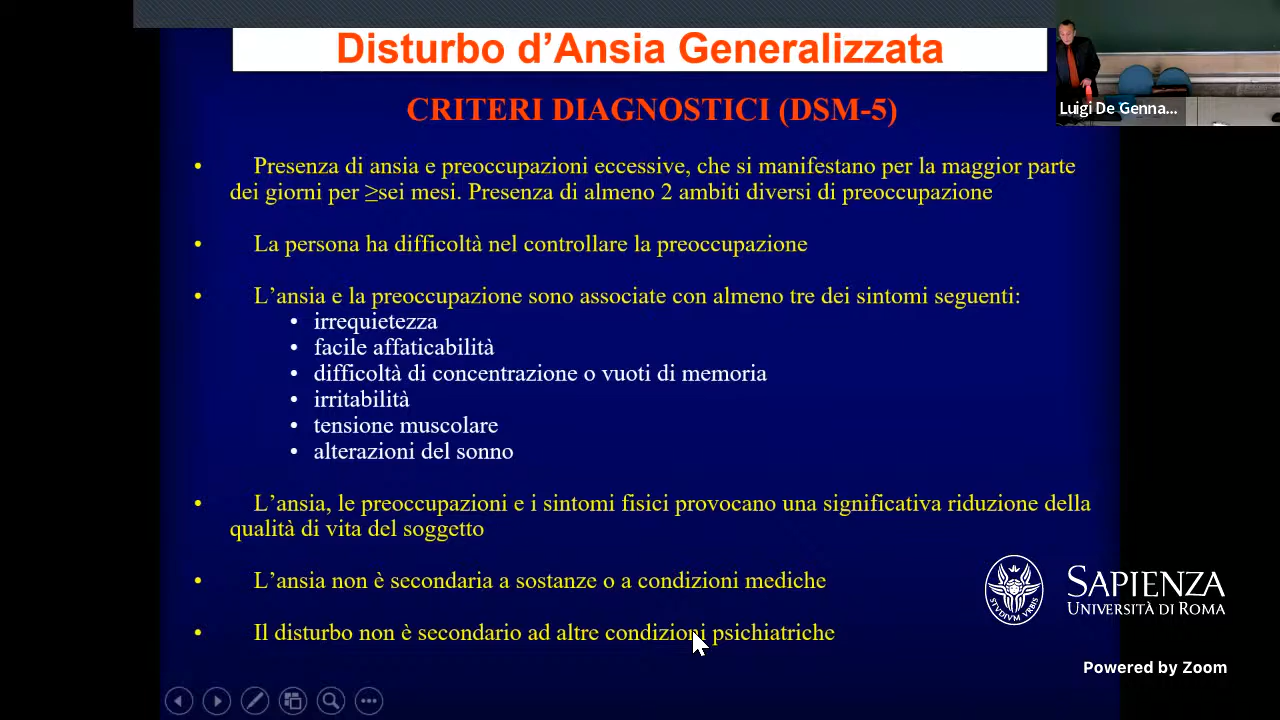 Disturbo d’Ansia Generalizzata
CRITERI DIAGNOSTICI (DSM-5)
• Presenza di ansia e preoccupazioni eccessive, che si manifestano per la maggior parte
dei giorni per ≥sei mesi. Presenza di almeno 2 ambiti diversi di preoccupazione
• La persona ha difficoltà nel controllare la preoccupazione
• L’ansia e la preoccupazione sono associate con almeno tre dei sintomi seguenti:
• irrequietezza
• facile affaticabilità
• difficoltà di concentrazione o vuoti di memoria
• irritabilità
• tensione muscolare
• alterazioni del sonno
• L’ansia, le preoccupazioni e i sintomi fisici provocano una significativa riduzione della
qualità di vita del soggetto
• L’ansia non è secondaria a sostanze o a condizioni mediche
• Il disturbo non è secondario ad altre condizioni psichiatriche
Luigi De Genna...
STUDIUM URBIS
SAPIENZA
UNIVERSITÀ DI ROMA
Powered by Zoom